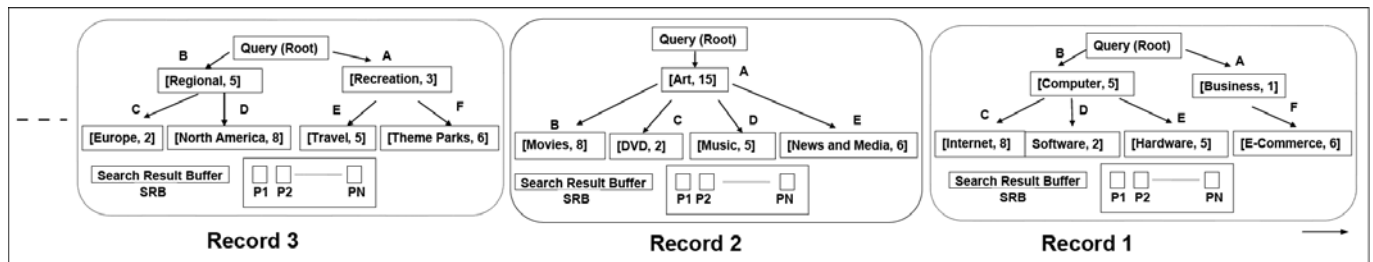 Query (Root)
B
A
[Regional, 5]
[Recreation, 3]
C
D
E
F
[Europe, 2]
[North America, 8]
[Travel, 5]
[Theme Parks, 6]
Search Result Buffer
SRB
P1 P2 PN
Record 3
Query (Root)
[Art, 15]
A
B
C
D
E
[Movies, 8]
[DVD, 2]
[Music, 5]
[News and Media, 6]
Search Result Buffer
SRB
P1 P2 PN
Record 2
Query (Root)
B
A
[Computer, 5]
[Business, 1]
C
D
E
F
[Internet, 8]
Software, 2]
[Hardware, 5]
[E-Commerce, 6]
Search Result Buffer
SRB
P1 P2 PN
Record 1